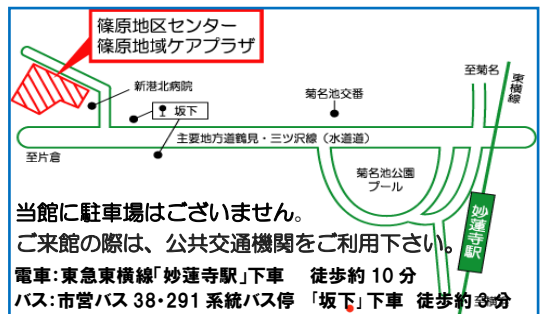 篠原地区センター
篠原地域ケアプラザ
至菊名
東横線
新港北病院
菊名池交番
坂下
主要地方道鶴見・三ツ沢線（水道道）
至片倉
菊名池公園
プール
妙蓮寺駅
当館に駐車場はございません。
ご来館の際は、公共交通機関をご利用下さい。
電車：東急東横線「妙蓮寺駅」下車　徒歩約10分
バス：市営バス38・291系統バス停　「坂下」下車　徒歩約3分